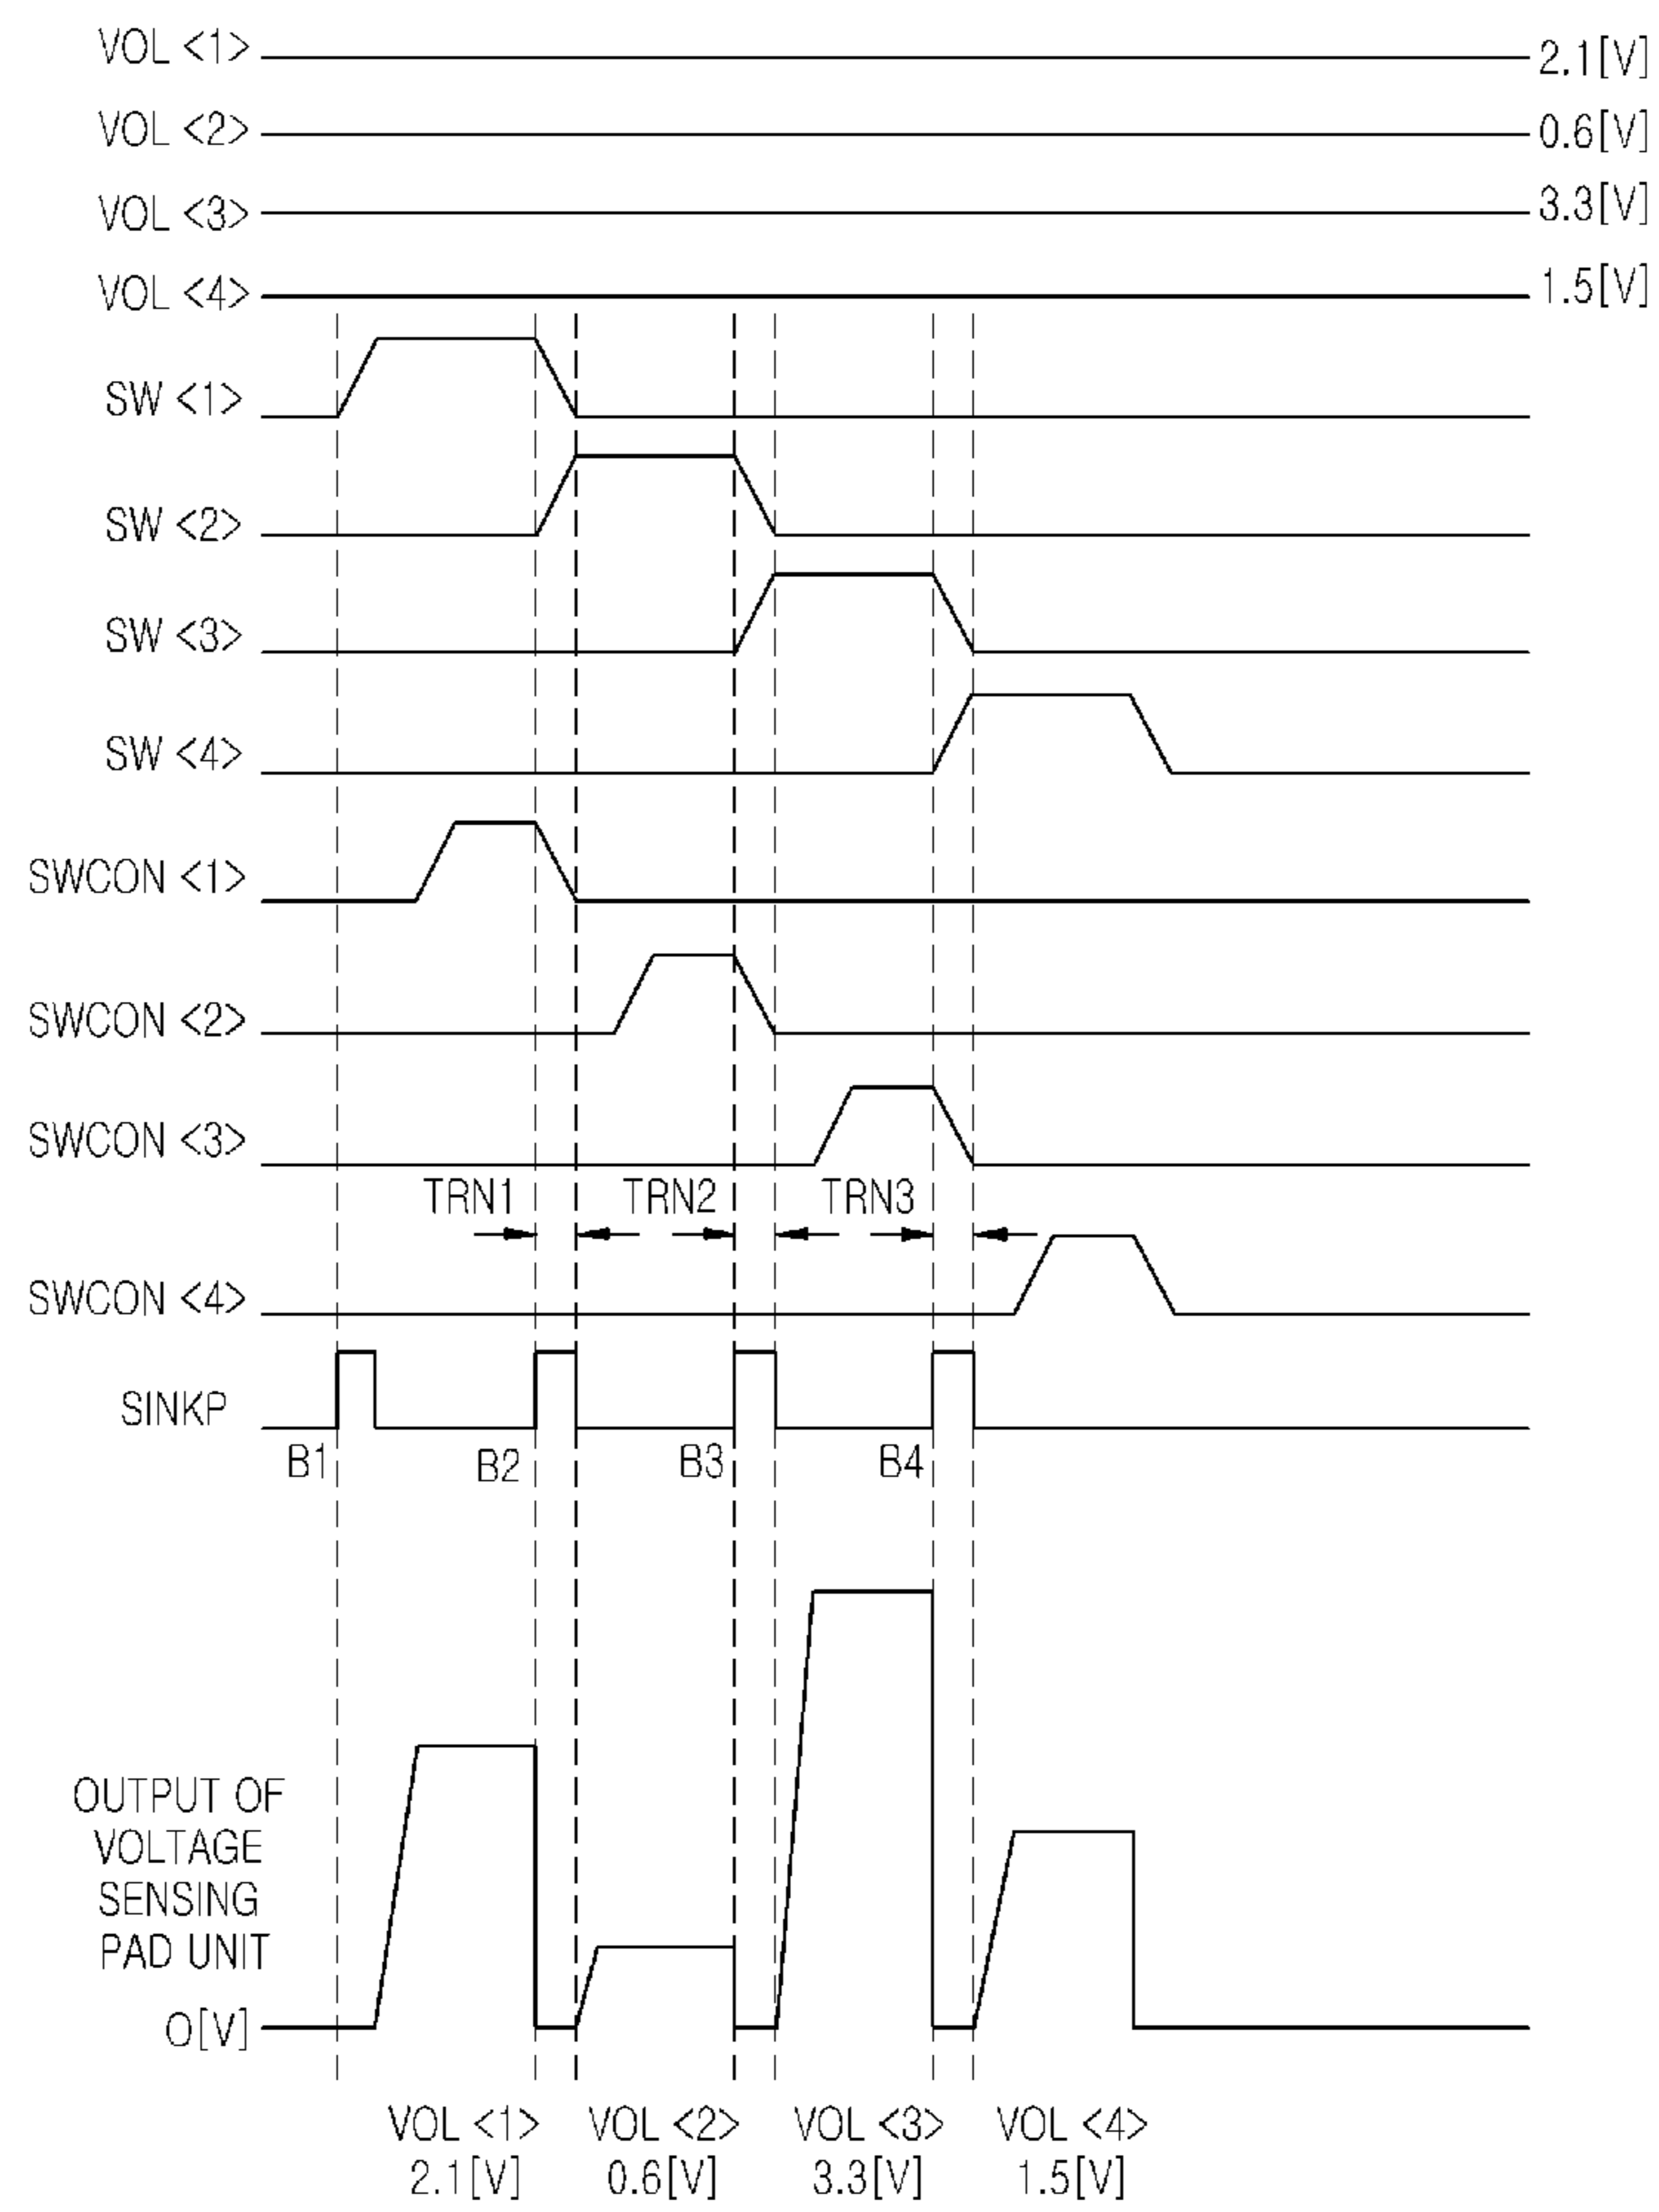 VOL <1> 2.1[V]
VOL <2> 0.6[V]
VOL <3> 3.3[V]
VOL <4> 1.5[V]
SW <1>
SW <2>
SW <3>
SW <4>
SWCON <1>
SWCON <2>
SWCON <3>
TRN1 TRN2 TRN3
SWCON <4>
SINKP
B1 B2 B3 B4
OUTPUT OF
VOLTAGE
SENSING
PAD UNIT
0[V]
VOL <1> VOL <2> VOL <3> VOL <4>
2.1[V] 0.6[V] 3.3[V] 1.5[V]